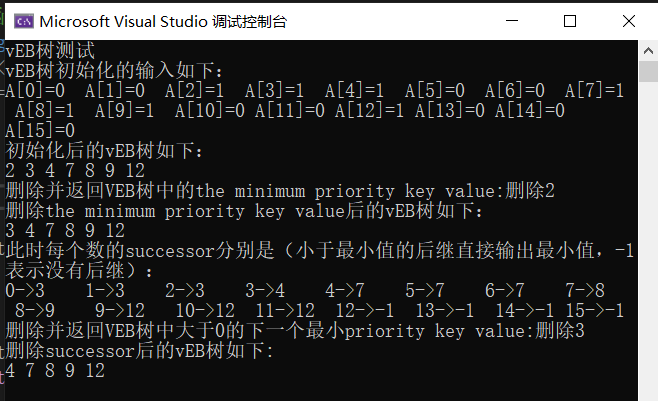 Microsoft Visual Studio 调试控制台
vEB树测试
vEB树初始化的输入如下：
A[0]=0 A[1]=0 A[2]=1 A[3]=1 A[4]=1 A[5]=0 A[6]=0 A[7]=1
A[8]=1 A[9]=1 A[10]=0 A[11]=0 A[12]=1 A[13]=0 A[14]=0
A[15]=0
初始化后的vEB树如下：
2 3 4 7 8 9 12
删除并返回VEB树中的the minimum priority key value:删除2
删除the minimum priority key value后的vEB树如下：
3 4 7 8 9 12
此时每个数的successor分别是（小于最小值的后继直接输出最小值，-1
表示没有后继）：
0->3 1->3 2->3 3->4 4->7 5->7 6->7 7->8
8->9 9->12 10->12 11->12 12->-1 13->-1 14->-1 15->-1
删除并返回VEB树中大于0的下一个最小priority key value:删除3
删除successor后的vEB树如下:
4 7 8 9 12